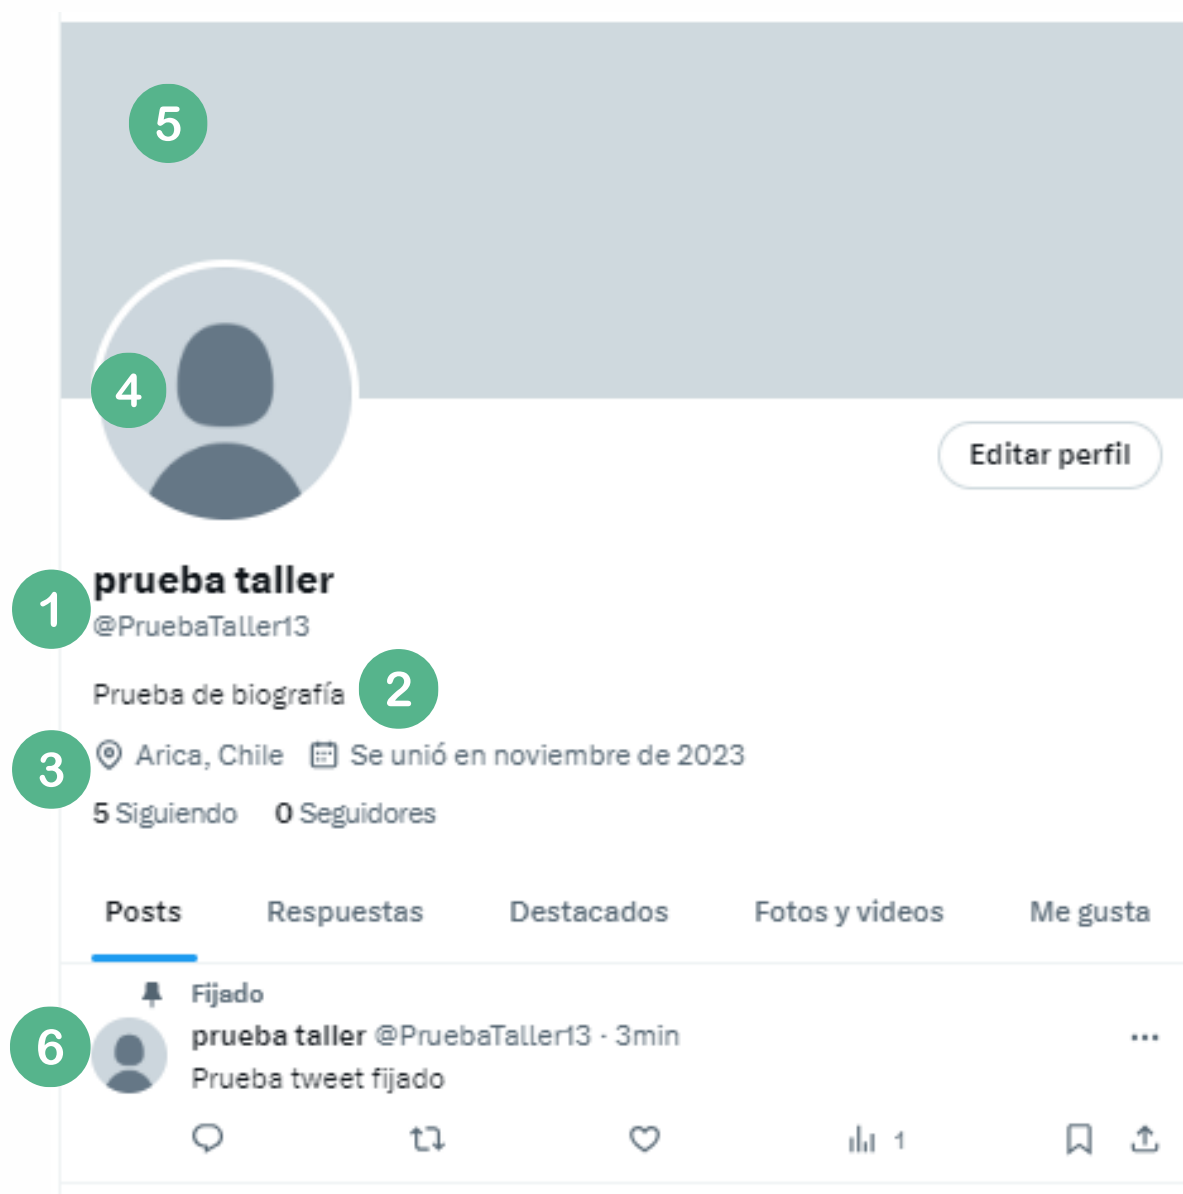 5
4
Editar perfil
1
prueba taller
@PruebaTaller13
Prueba de biografía 2
3
Arica, Chile Se unió en noviembre de 2023
5 Siguiendo 0 Seguidores
Posts Respuestas Destacados Fotos y videos Me gusta
Fijado
6
prueba taller @PruebaTaller13 · 3min
Prueba tweet fijado
1